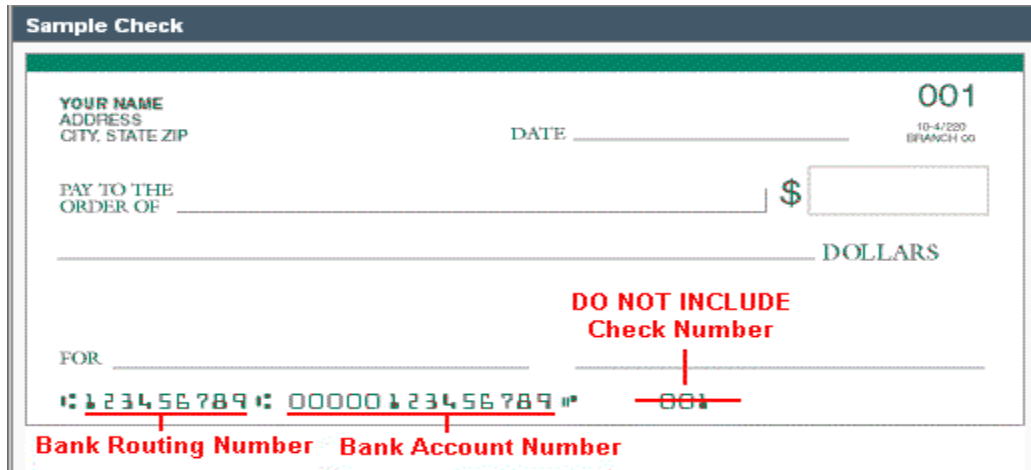 Sample Check
YOUR NAME
ADDRESS
CITY, STATE ZIP
001
10-4/220
BRANCH 00
DATE
PAY TO THE
ORDER OF
$
DOLLARS
DO NOT INCLUDE
Check Number
FOR
⑆123456789⑆ 00000123456789⑈ 001
Bank Routing Number Bank Account Number